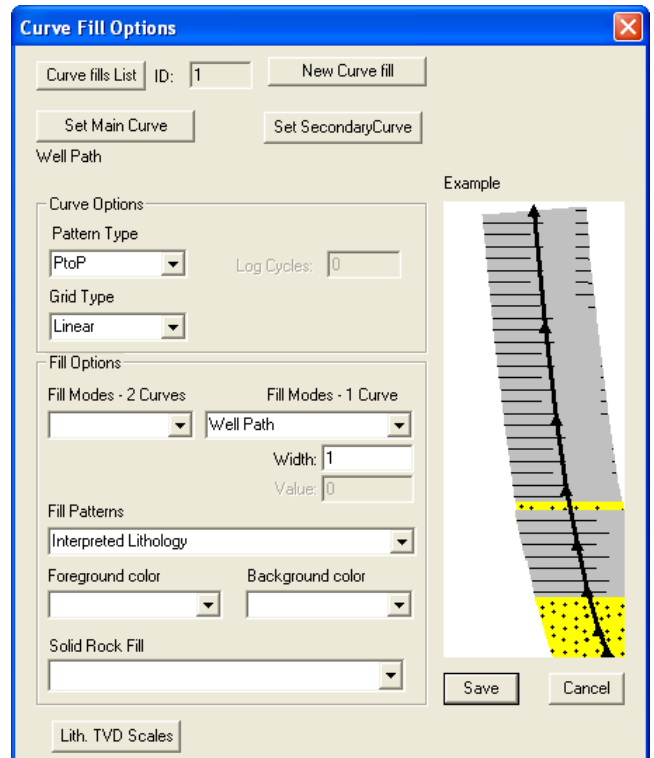 Curve Fill Options
Curve fills List ID: 1 New Curve fill
Set Main Curve Set SecondaryCurve
Well Path
Example
Curve Options
Pattern Type
PtoP Log Cycles: 0
Grid Type
Linear
Fill Options
Fill Modes - 2 Curves Fill Modes - 1 Curve
Well Path
Width: 1
Value: 0
Fill Patterns
Interpreted Lithology
Foreground color Background color
Solid Rock Fill
Save Cancel
Lith. TVD Scales